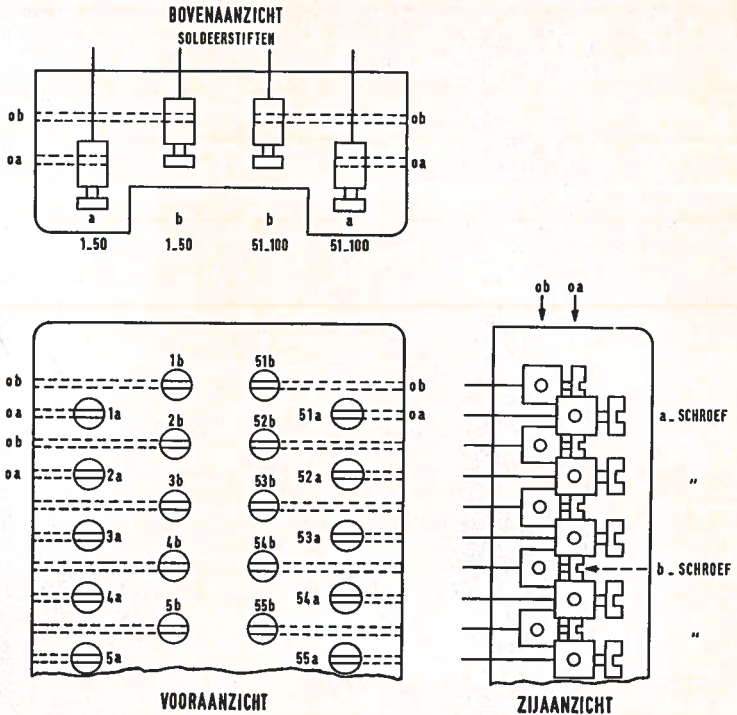 BOVENAANZICHT
SOLDEERSTIFTEN
ob ob
oa oa
a b b a
1_50 1_50 51_100 51_100
1b 51b
ob ob
oa 1a 51a oa
2b 52b
ob
oa 2a 52a
3b 53b
3a 53a
4b 54b
4a 54a
5b 55b
5a 55a
VOORAANZICHT
ob oa
a_SCHROEF
"
b_SCHROEF
"
ZIJAANZICHT